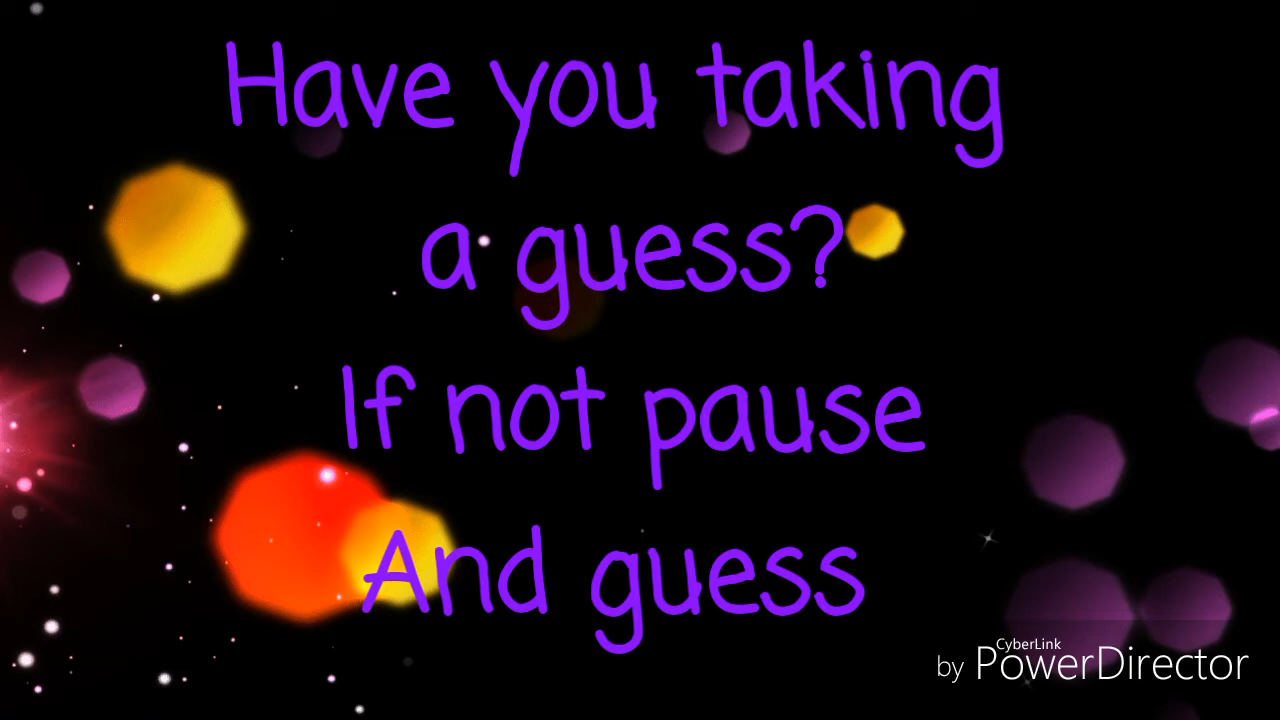 Have you taking
a guess?
If not pause
And guess
CyberLink
by PowerDirector